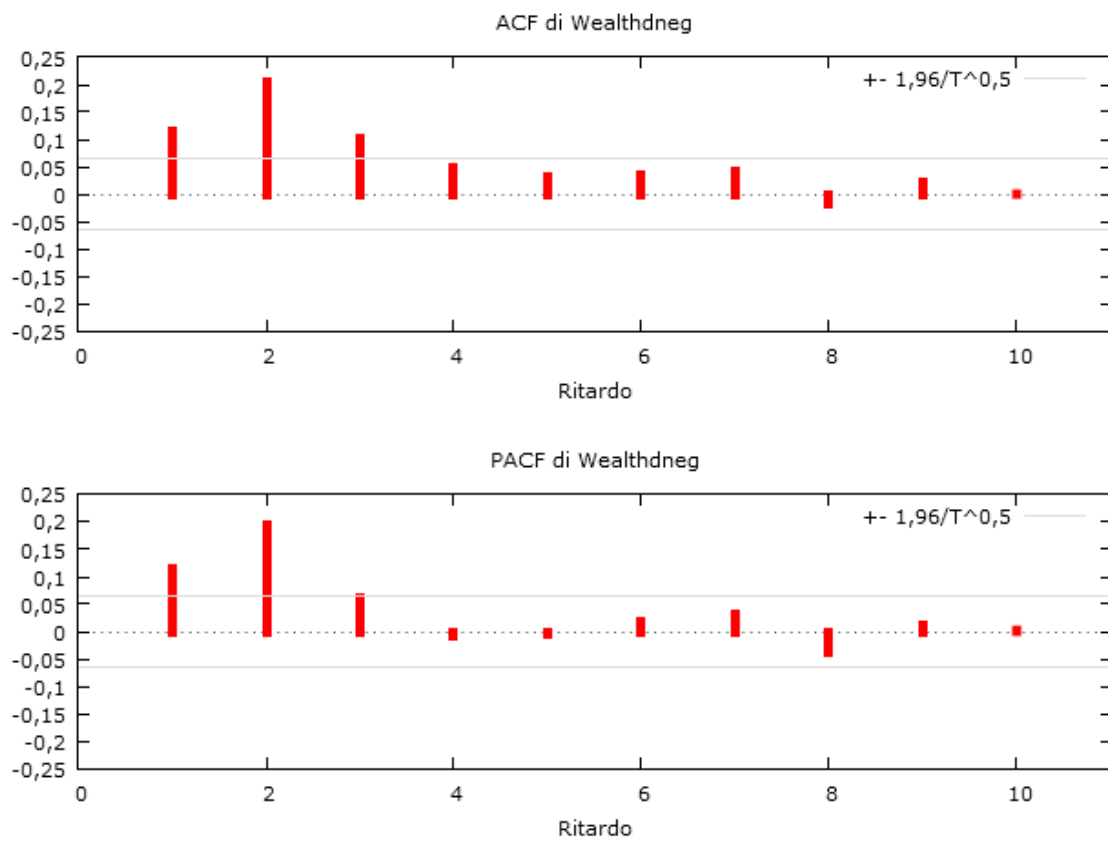 ACF di Wealthdneg
0,25
+- 1,96/T^0,5
0,2
0,15
0,1
0,05
0
-0,05
-0,1
-0,15
-0,2
-0,25
0 2 4 6 8 10
Ritardo
PACF di Wealthdneg
0,25
+- 1,96/T^0,5
0,2
0,15
0,1
0,05
0
-0,05
-0,1
-0,15
-0,2
-0,25
0 2 4 6 8 10
Ritardo